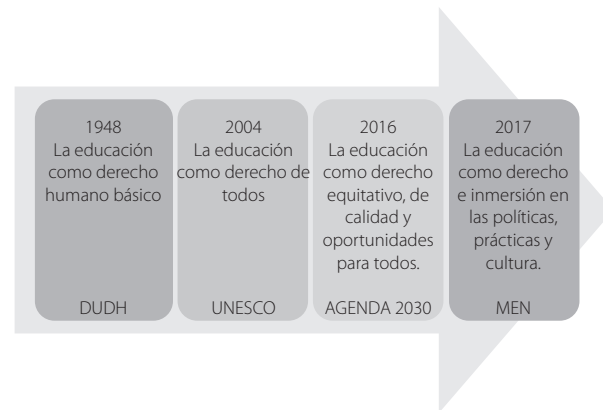 1948
La educación
como derecho
humano básico
DUDH
2004
La educación
como derecho de
todos
UNESCO
2016
La educación
como derecho
equitativo, de
calidad y
oportunidades
para todos.
AGENDA 2030
2017
La educación
como derecho
e inmersión en
las políticas,
prácticas y
cultura.
MEN